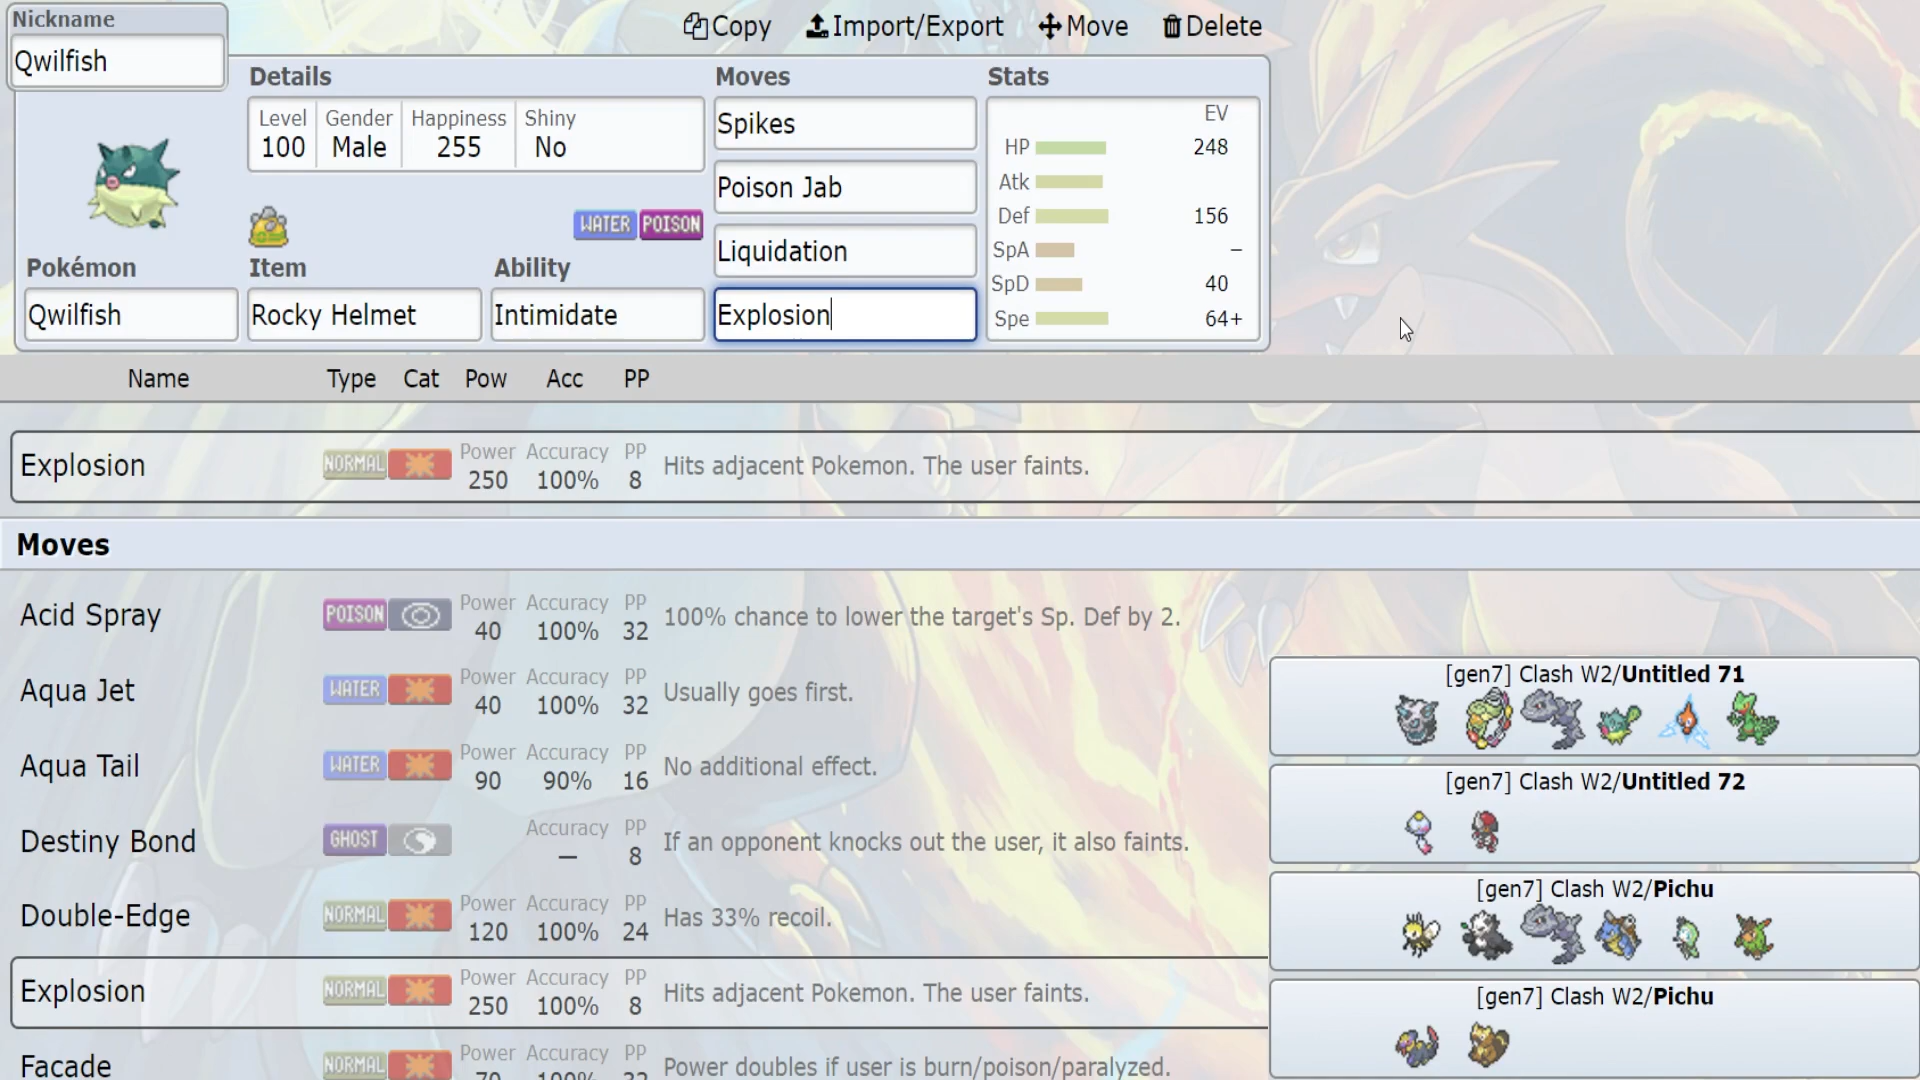 Nickname
Qwilfish
Copy Import/Export Move Delete
Details Moves Stats
Level Gender Happiness Shiny
100 Male 255 No
Spikes
Poison Jab
Liquidation
Explosion
EV
HP 248
Atk
Def 156
SpA –
SpD 40
Spe 64+
WATER POISON
Pokémon Item Ability
Qwilfish Rocky Helmet Intimidate
Name Type Cat Pow Acc PP
Power Accuracy PP
Explosion NORMAL 250 100% 8 Hits adjacent Pokemon. The user faints.
Moves
Power Accuracy PP
Acid Spray POISON 40 100% 32 100% chance to lower the target's Sp. Def by 2.
Power Accuracy PP
Aqua Jet WATER 40 100% 32 Usually goes first.
Power Accuracy PP
Aqua Tail WATER 90 90% 16 No additional effect.
Accuracy PP
Destiny Bond GHOST — 8 If an opponent knocks out the user, it also faints.
Power Accuracy PP
Double-Edge NORMAL 120 100% 24 Has 33% recoil.
Power Accuracy PP
Explosion NORMAL 250 100% 8 Hits adjacent Pokemon. The user faints.
Power Accuracy PP
Facade NORMAL 70 100% 32 Power doubles if user is burn/poison/paralyzed.
[gen7] Clash W2/Untitled 71
[gen7] Clash W2/Untitled 72
[gen7] Clash W2/Pichu
[gen7] Clash W2/Pichu